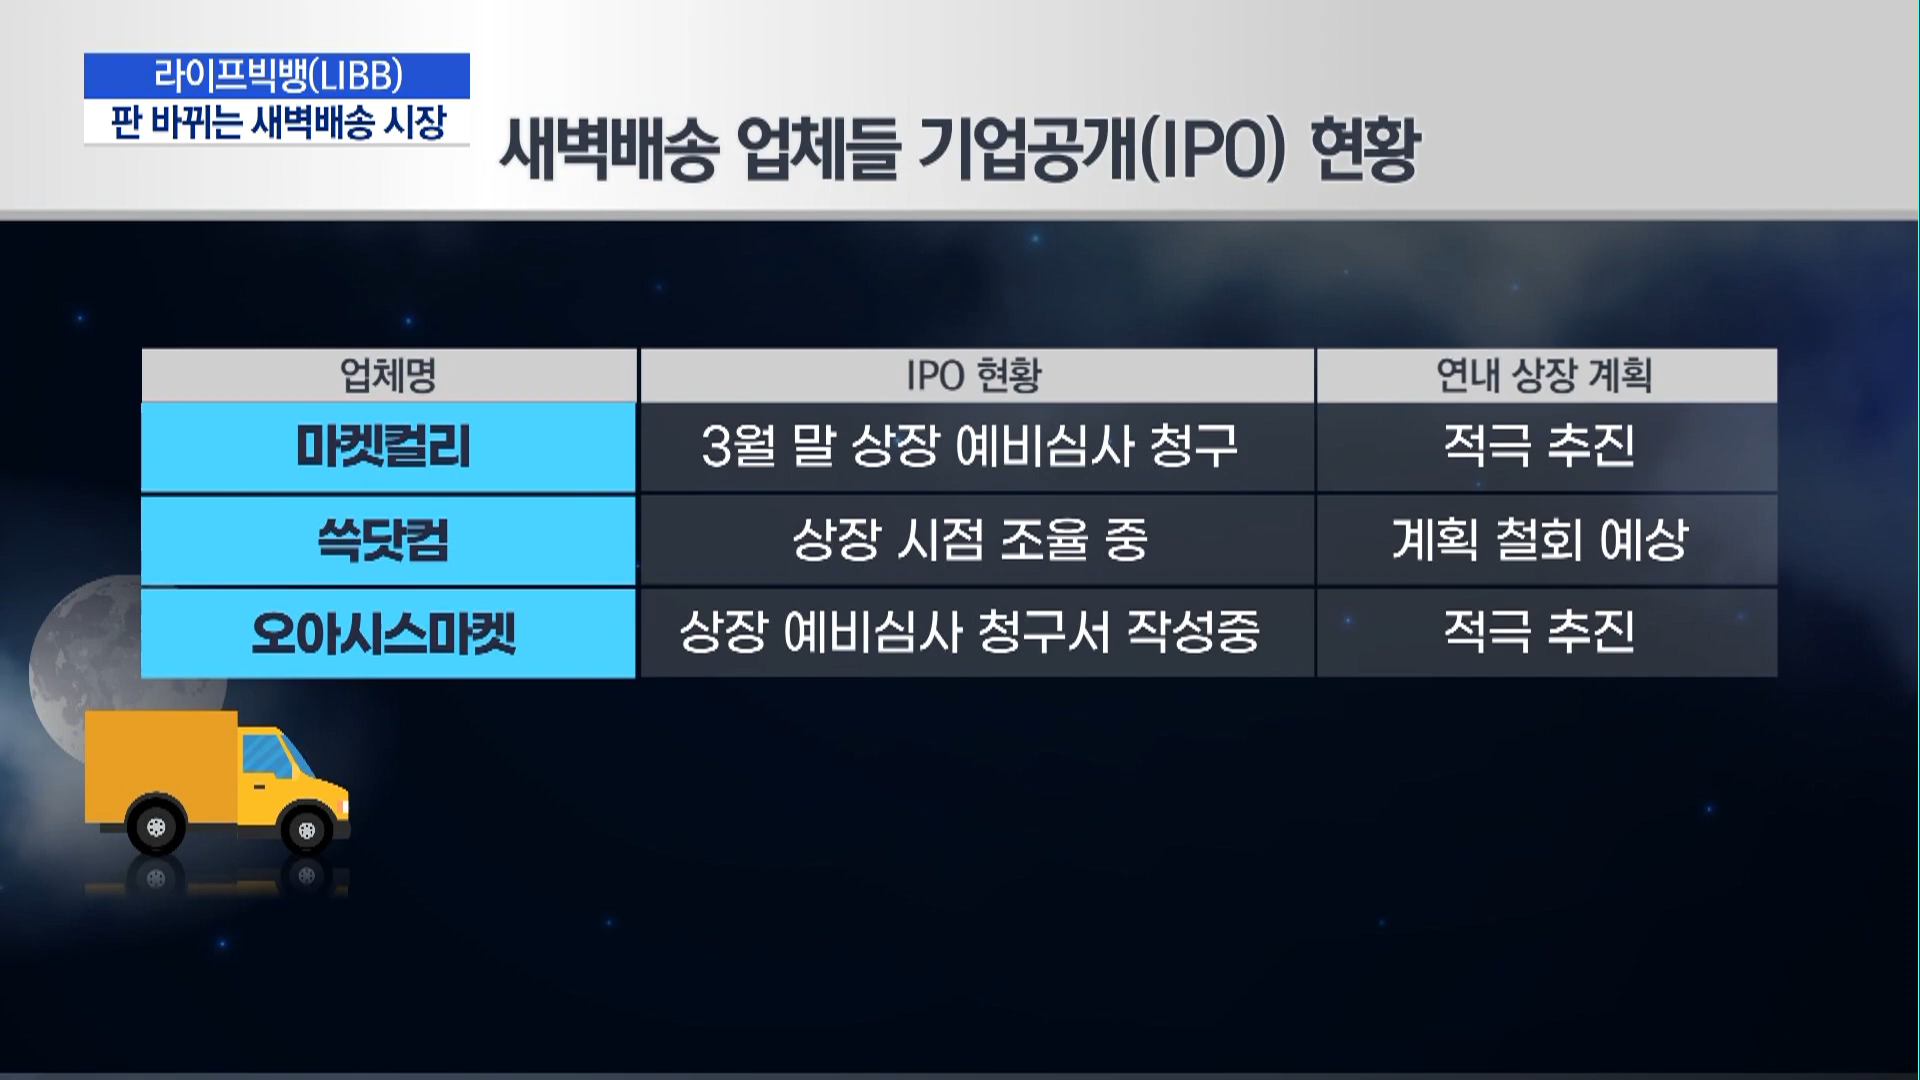 라이프빅뱅(LIBB)
판 바뀌는 새벽배송 시장
새벽배송 업체들 기업공개(IPO) 현황
업체명 IPO 현황 연내 상장 계획
마켓컬리 3월 말 상장 예비심사 청구 적극 추진
쓱닷컴 상장 시점 조율 중 계획 철회 예상
오아시스마켓 상장 예비심사 청구서 작성중 적극 추진